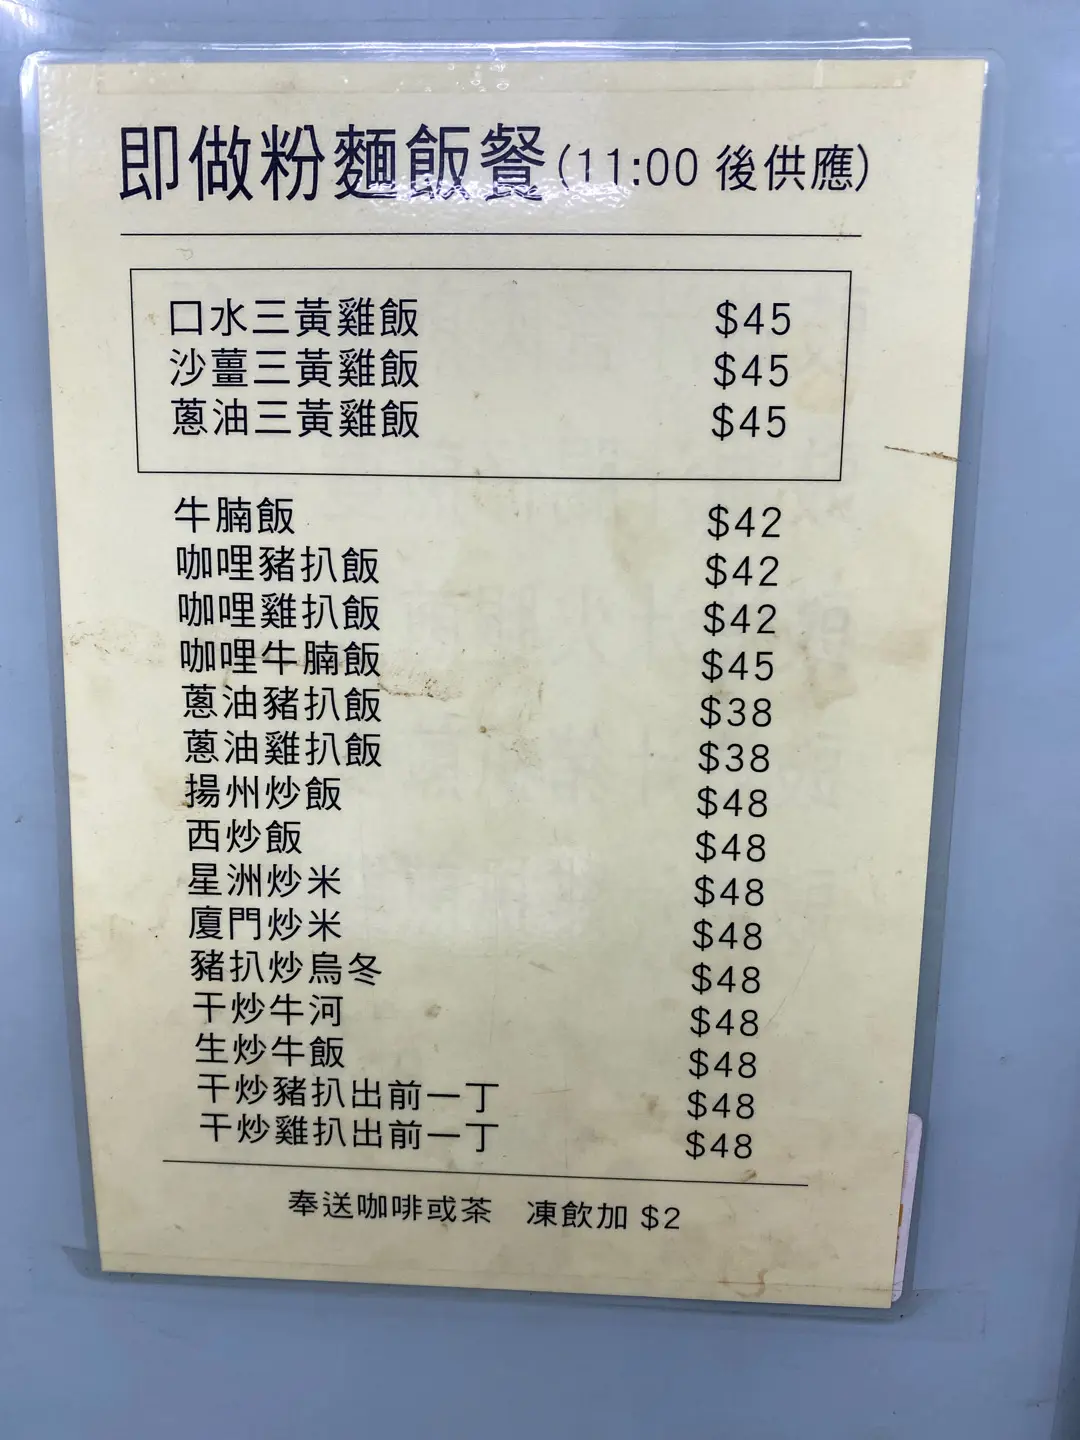 即做粉麵飯餐(11:00 後供應)
口水三黃雞飯 $45
沙薑三黃雞飯 $45
蔥油三黃雞飯 $45
牛腩飯 $42
咖哩豬扒飯 $42
咖哩雞扒飯 $42
咖哩牛腩飯 $45
蔥油豬扒飯 $38
蔥油雞扒飯 $38
揚州炒飯 $48
西炒飯 $48
星洲炒米 $48
廈門炒米 $48
豬扒炒烏冬 $48
干炒牛河 $48
生炒牛飯 $48
干炒豬扒出前一丁 $48
干炒雞扒出前一丁 $48
奉送咖啡或茶 凍飲加 $2